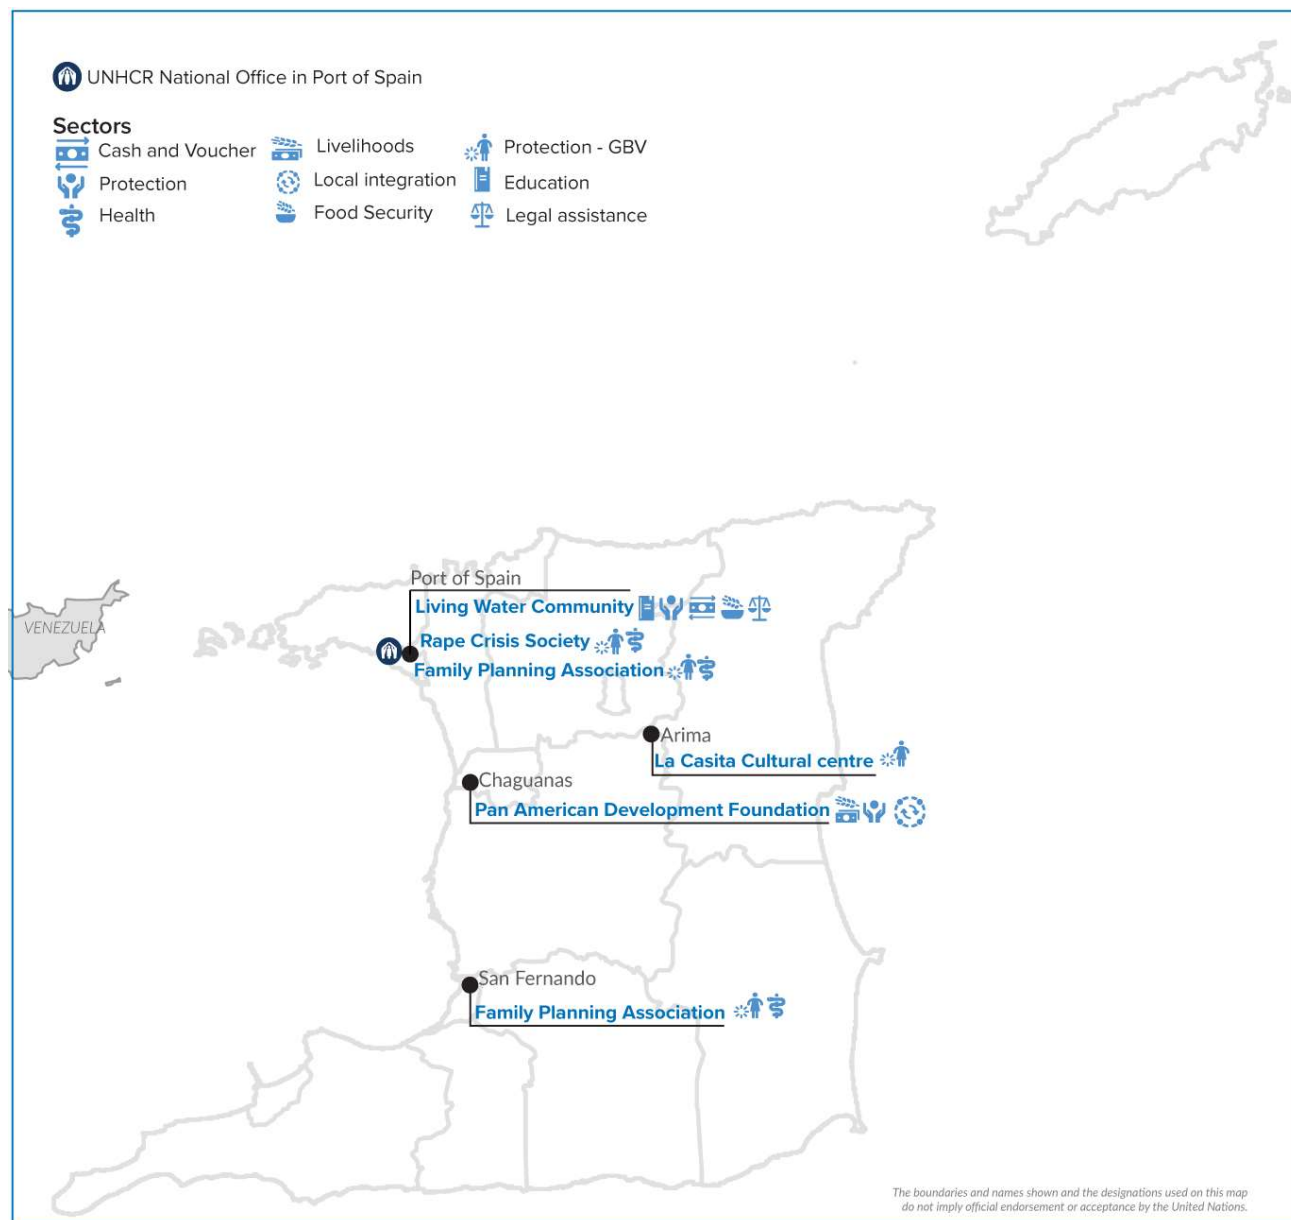 UNHCR National Office in Port of Spain
Sectors
Cash and Voucher
Livelihoods
Protection - GBV
Protection
Local integration
Education
Health
Food Security
Legal assistance
Port of Spain
Living Water Community
VENEZUELA
Rape Crisis Society
Family Planning Association
Arima
La Casita Cultural centre
Chaguanas
Pan American Development Foundation
San Fernando
Family Planning Association
The boundaries and names shown and the designations used on this map
do not imply official endorsement or acceptance by the United Nations.